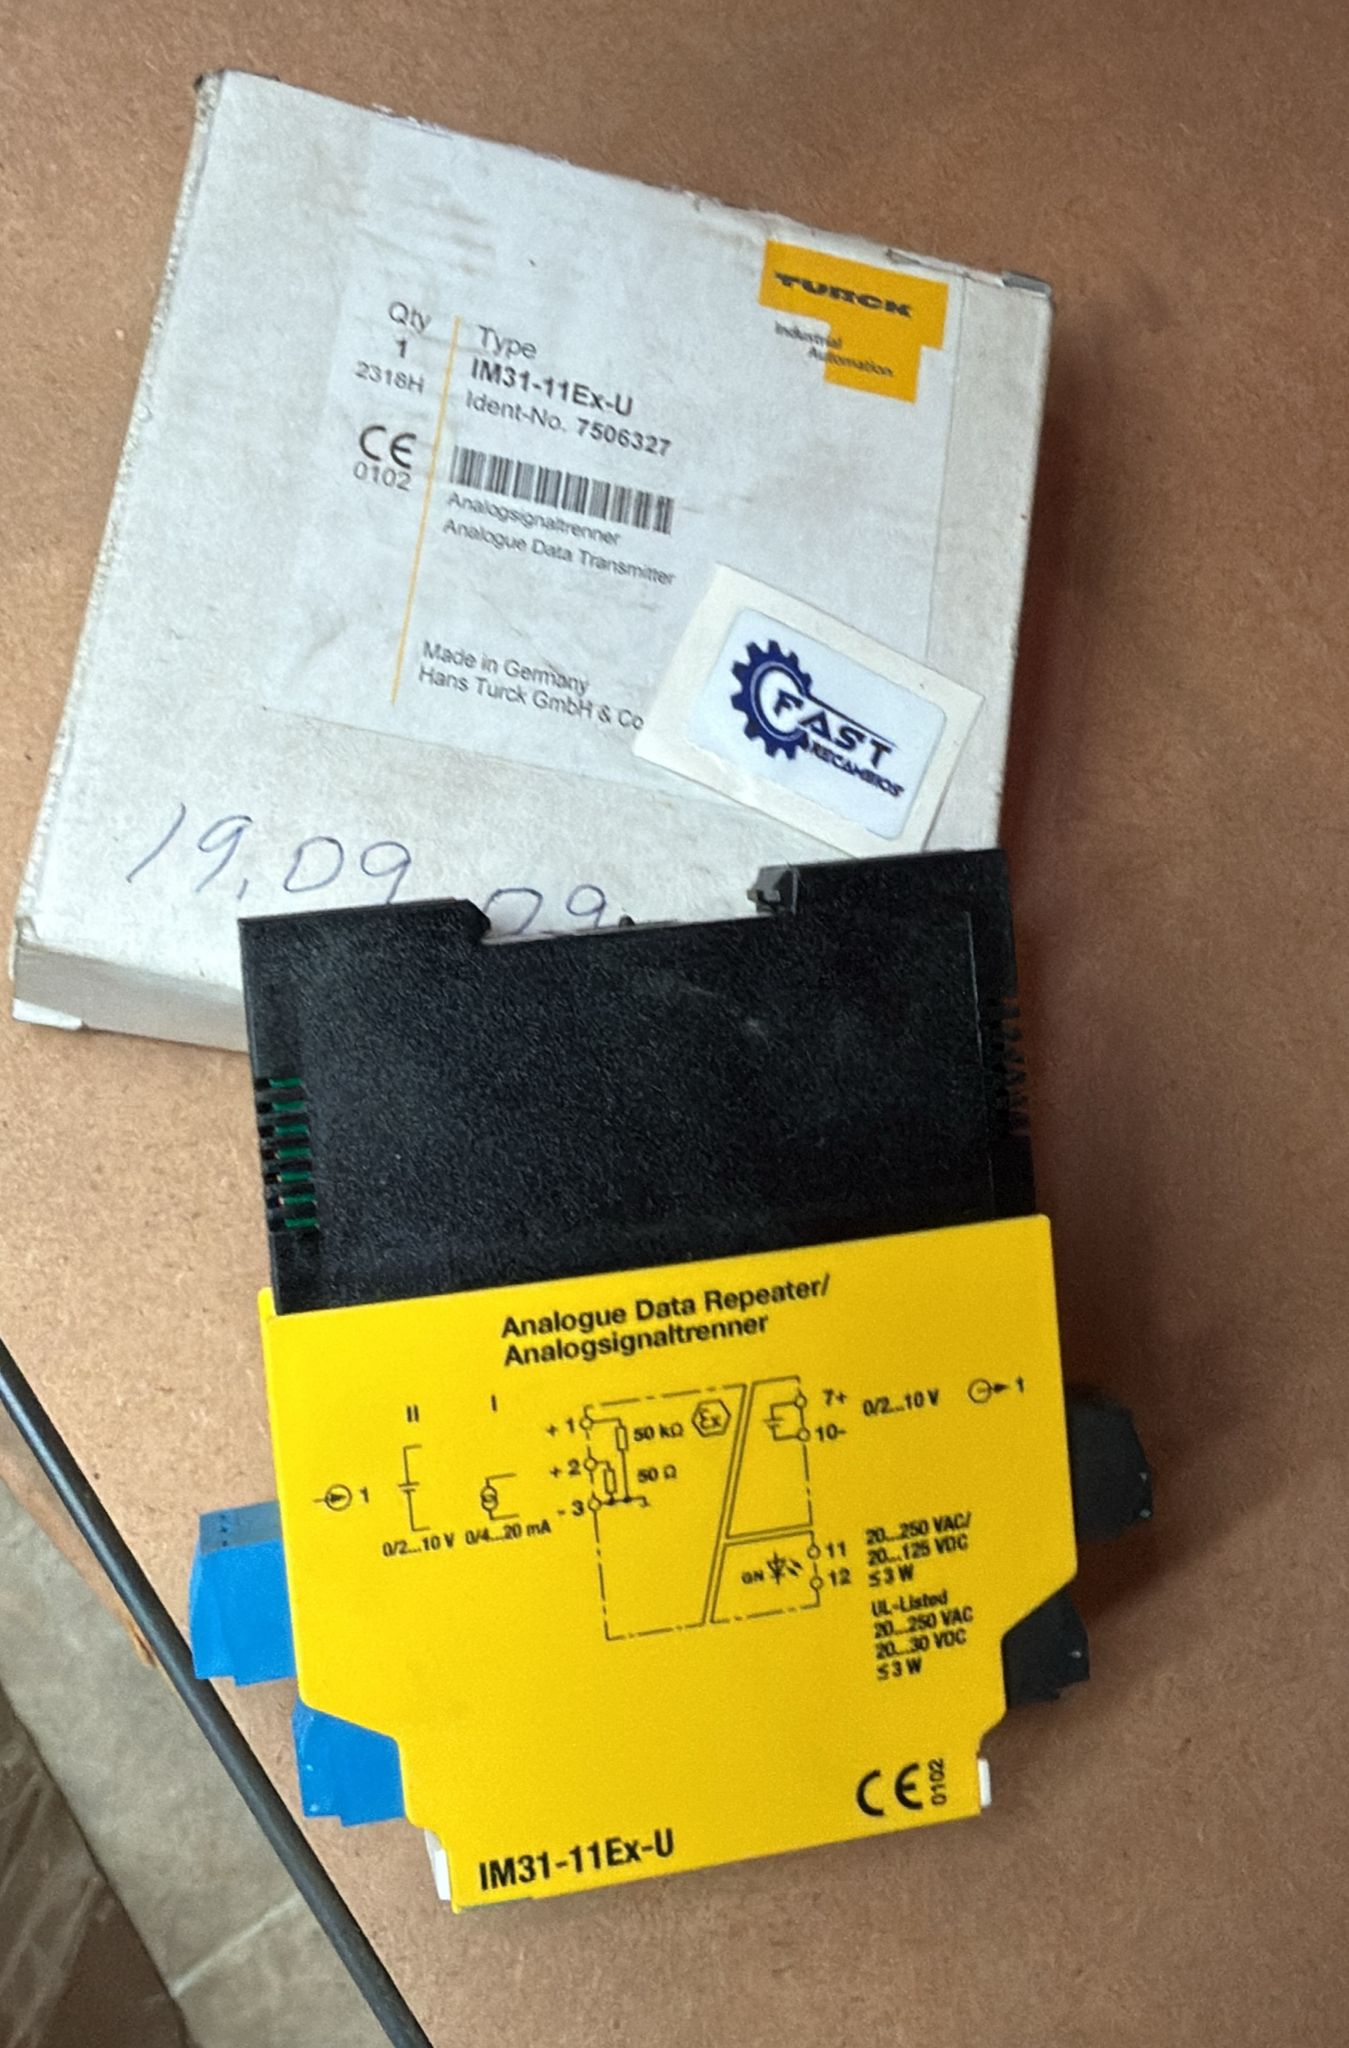 TURCK
Industrial
Automation
Qty
1
2318H
CE
0102
Type
IM31-11Ex-U
Ident-No. 7506327
Analogsignaltrenner
Analogue Data Transmitter
Made in Germany
Hans Turck GmbH & Co
FAST
RECAMBIOS
19.09.09
Analogue Data Repeater/
Analogsignaltrenner
II
I
1
0/2...10 V
0/4...20 mA
+ 1
50 kΩ
Ex
+ 2
50 Ω
- 3
7+
0/2...10 V
1
10-
GN
11
12
20...250 VAC/
20...125 VDC
≤ 3 W
UL-Listed
20...250 VAC
20...30 VDC
≤ 3 W
CE 0102
IM31-11Ex-U